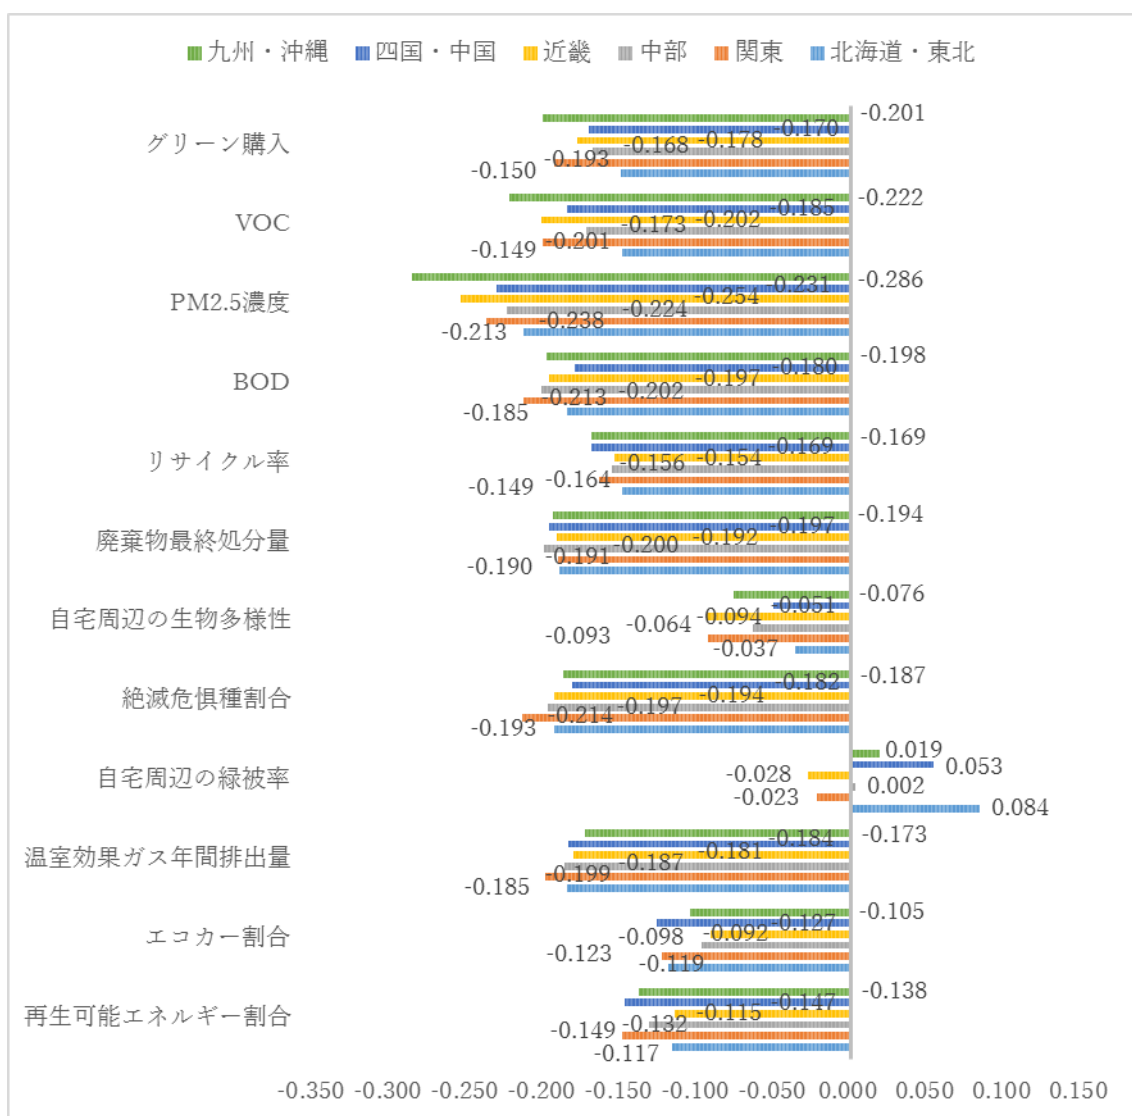 九州・沖縄 四国・中国 近畿 中部 関東 北海道・東北
グリーン購入 -0.201 -0.170 -0.178 -0.168 -0.193 -0.150
VOC -0.222 -0.185 -0.202 -0.173 -0.201 -0.149
PM2.5濃度 -0.286 -0.231 -0.254 -0.224 -0.238 -0.213
BOD -0.198 -0.180 -0.197 -0.202 -0.213 -0.185
リサイクル率 -0.169 -0.169 -0.154 -0.156 -0.164 -0.149
廃棄物最終処分量 -0.194 -0.197 -0.192 -0.200 -0.191 -0.190
自宅周辺の生物多様性 -0.076 -0.051 -0.094 -0.064 -0.093 -0.037
絶滅危惧種割合 -0.187 -0.182 -0.194 -0.197 -0.214 -0.193
自宅周辺の緑被率 0.019 0.053 -0.028 0.002 -0.023 0.084
温室効果ガス年間排出量 -0.173 -0.184 -0.181 -0.187 -0.199 -0.185
エコカー割合 -0.105 -0.127 -0.092 -0.098 -0.123 -0.119
再生可能エネルギー割合 -0.138 -0.147 -0.115 -0.132 -0.149 -0.117
-0.350 -0.300 -0.250 -0.200 -0.150 -0.100 -0.050 0.000 0.050 0.100 0.150